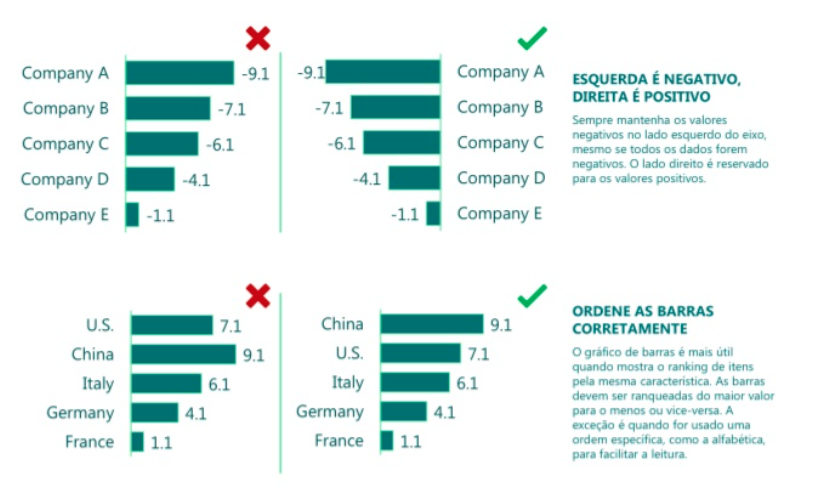 Company A -9.1
Company B -7.1
Company C -6.1
Company D -4.1
Company E -1.1
-9.1 Company A
-7.1 Company B
-6.1 Company C
-4.1 Company D
-1.1 Company E
ESQUERDA É NEGATIVO,
DIREITA É POSITIVO
Sempre mantenha os valores
negativos no lado esquerdo do eixo,
mesmo se todos os dados forem
negativos. O lado direito é reservado
para os valores positivos.
U.S. 7.1
China 9.1
Italy 6.1
Germany 4.1
France 1.1
China 9.1
U.S. 7.1
Italy 6.1
Germany 4.1
France 1.1
ORDENE AS BARRAS
CORRETAMENTE
O gráfico de barras é mais útil
quando mostra o ranking de itens
pela mesma característica. As barras
devem ser ranqueadas do maior valor
para o menos ou vice-versa. A
exceção é quando for usado uma
ordem específica, como a alfabética,
para facilitar a leitura.